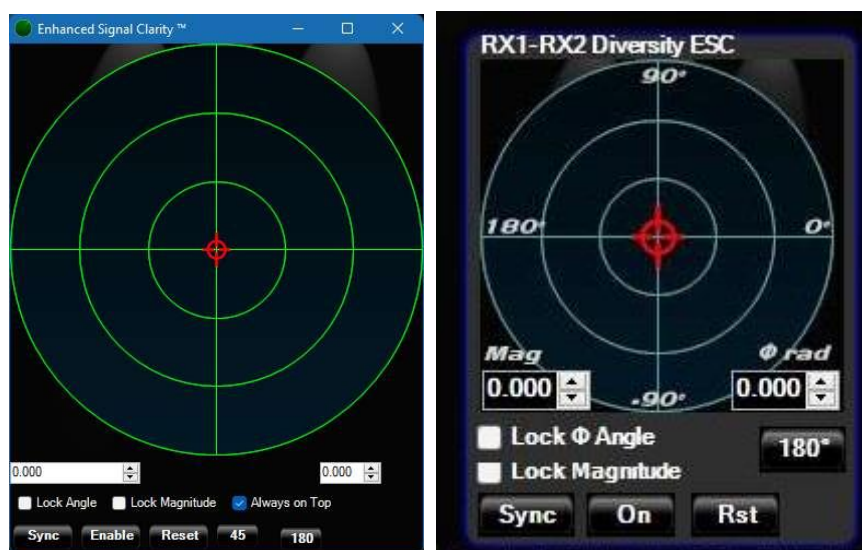 Enhanced Signal Clarity ™
0.000
0.000
Lock Angle
Lock Magnitude
Always on Top
Sync
Enable
Reset
45
180
RX1-RX2 Diversity ESC
90°
180°
0°
Mag
Φ rad
0.000
-90°
0.000
Lock Φ Angle
180°
Lock Magnitude
Sync
On
Rst